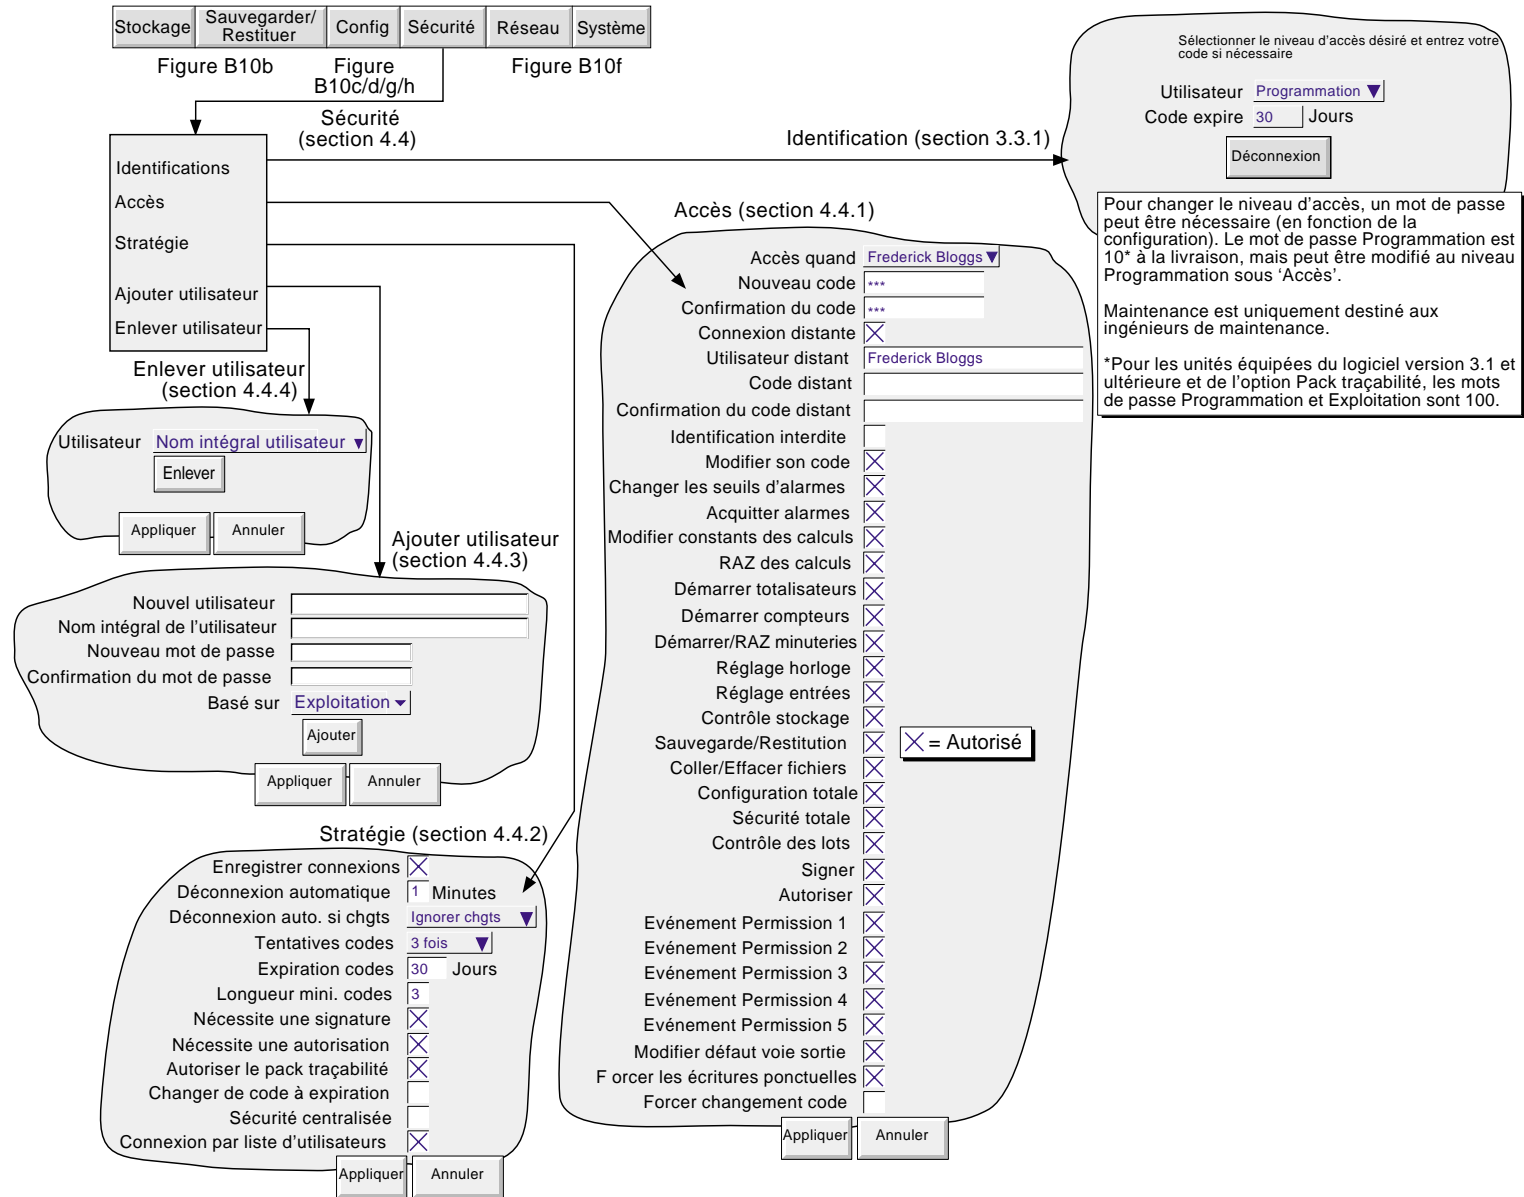 Stockage
Sauvegarder/
Restituer
Config
Sécurité
Réseau
Système
Figure B10b
Figure
B10c/d/g/h
Figure B10f
Sécurité
(section 4.4)
Identifications
Accès
Stratégie
Ajouter utilisateur
Enlever utilisateur
Identification (section 3.3.1)
Sélectionner le niveau d'accès désiré et entrez votre
code si nécessaire
Utilisateur Programmation
Code expire 30 Jours
Déconnexion
Pour changer le niveau d'accès, un mot de passe
peut être nécessaire (en fonction de la
configuration). Le mot de passe Programmation est
10* à la livraison, mais peut être modifié au niveau
Programmation sous ‘Accès’.
Maintenance est uniquement destiné aux
ingénieurs de maintenance.
*Pour les unités équipées du logiciel version 3.1 et
ultérieure et de l'option Pack traçabilité, les mots
de passe Programmation et Exploitation sont 100.
Enlever utilisateur
(section 4.4.4)
Utilisateur Nom intégral utilisateur
Enlever
Appliquer Annuler
Ajouter utilisateur
(section 4.4.3)
Nouvel utilisateur
Nom intégral de l'utilisateur
Nouveau mot de passe
Confirmation du mot de passe
Basé sur Exploitation
Ajouter
Appliquer Annuler
Stratégie (section 4.4.2)
Enregistrer connexions
Déconnexion automatique 1 Minutes
Déconnexion auto. si chgts Ignorer chgts
Tentatives codes 3 fois
Expiration codes 30 Jours
Longueur mini. codes 3
Nécessite une signature
Nécessite une autorisation
Autoriser le pack traçabilité
Changer de code à expiration
Sécurité centralisée
Connexion par liste d'utilisateurs
Appliquer Annuler
Accès (section 4.4.1)
Accès quand Frederick Bloggs
Nouveau code ***
Confirmation du code ***
Connexion distante
Utilisateur distant Frederick Bloggs
Code distant
Confirmation du code distant
Identification interdite
Modifier son code
Changer les seuils d'alarmes
Acquitter alarmes
Modifier constants des calculs
RAZ des calculs
Démarrer totalisateurs
Démarrer compteurs
Démarrer/RAZ minuteries
Réglage horloge
Réglage entrées
Contrôle stockage
Sauvegarde/Restitution
Coller/Effacer fichiers
Configuration totale
Sécurité totale
Contrôle des lots
Signer
Autoriser
Evénement Permission 1
Evénement Permission 2
Evénement Permission 3
Evénement Permission 4
Evénement Permission 5
Modifier défaut voie sortie
F orcer les écritures ponctuelles
Forcer changement code
Appliquer Annuler
= Autorisé